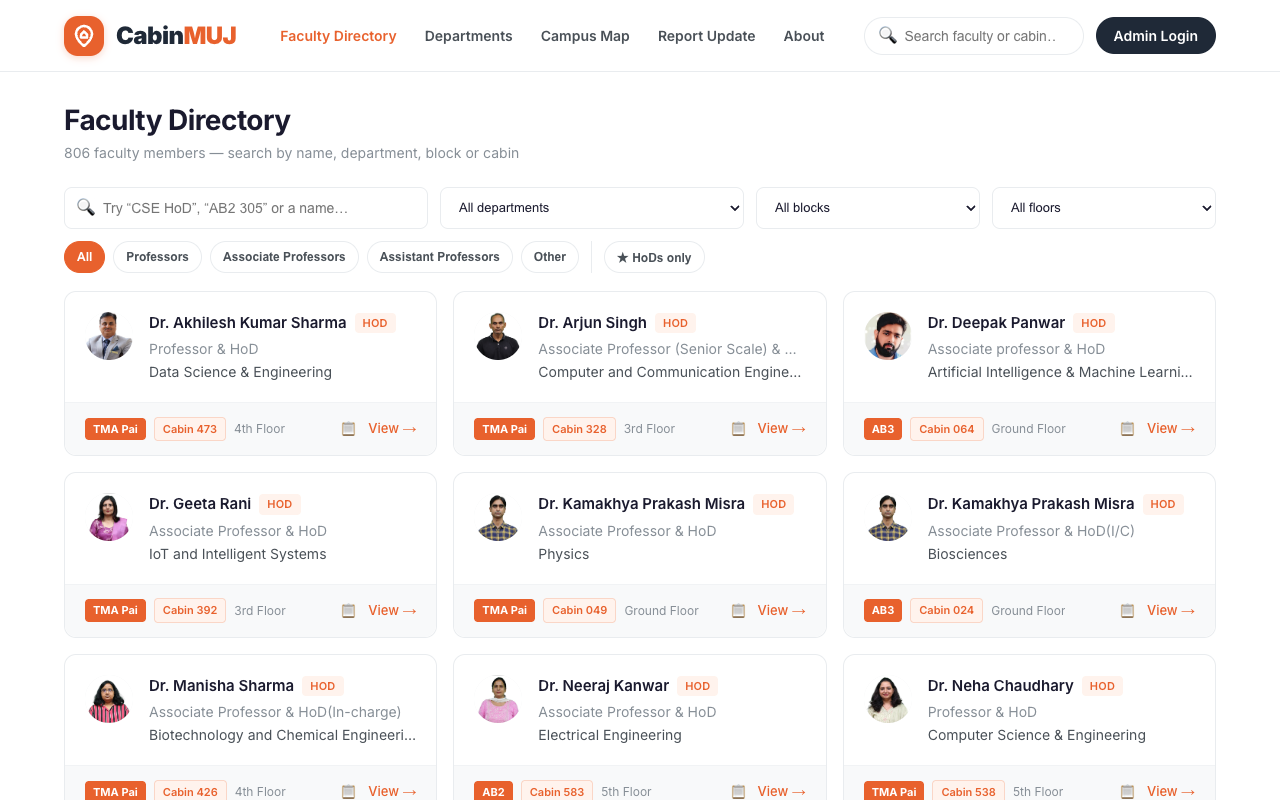 CabinMUJ
Faculty Directory
Departments
Campus Map
Report Update
About
Search faculty or cabin..
Admin Login
Faculty Directory
806 faculty members — search by name, department, block or cabin
Try “CSE HoD”, “AB2 305” or a name…
All departments
All blocks
All floors
All
Professors
Associate Professors
Assistant Professors
Other
★ HoDs only
Dr. Akhilesh Kumar Sharma HOD
Professor & HoD
Data Science & Engineering
TMA Pai Cabin 473 4th Floor View →
Dr. Arjun Singh HOD
Associate Professor (Senior Scale) & ...
Computer and Communication Engine...
TMA Pai Cabin 328 3rd Floor View →
Dr. Deepak Panwar HOD
Associate professor & HoD
Artificial Intelligence & Machine Learni...
AB3 Cabin 064 Ground Floor View →
Dr. Geeta Rani HOD
Associate Professor & HoD
IoT and Intelligent Systems
TMA Pai Cabin 392 3rd Floor View →
Dr. Kamakhya Prakash Misra HOD
Associate Professor & HoD
Physics
TMA Pai Cabin 049 Ground Floor View →
Dr. Kamakhya Prakash Misra HOD
Associate Professor & HoD(I/C)
Biosciences
AB3 Cabin 024 Ground Floor View →
Dr. Manisha Sharma HOD
Associate Professor & HoD(In-charge)
Biotechnology and Chemical Engineeri...
TMA Pai Cabin 426 4th Floor View →
Dr. Neeraj Kanwar HOD
Associate Professor & HoD
Electrical Engineering
AB2 Cabin 583 5th Floor View →
Dr. Neha Chaudhary HOD
Professor & HoD
Computer Science & Engineering
TMA Pai Cabin 538 5th Floor View →